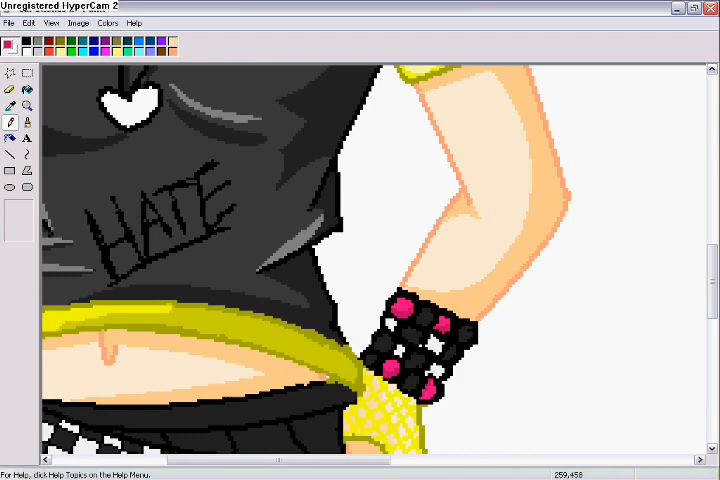 Unregistered HyperCam 2
File Edit View Image Colors Help
A
HATE
For Help, click Help Topics on the Help Menu.
259,458